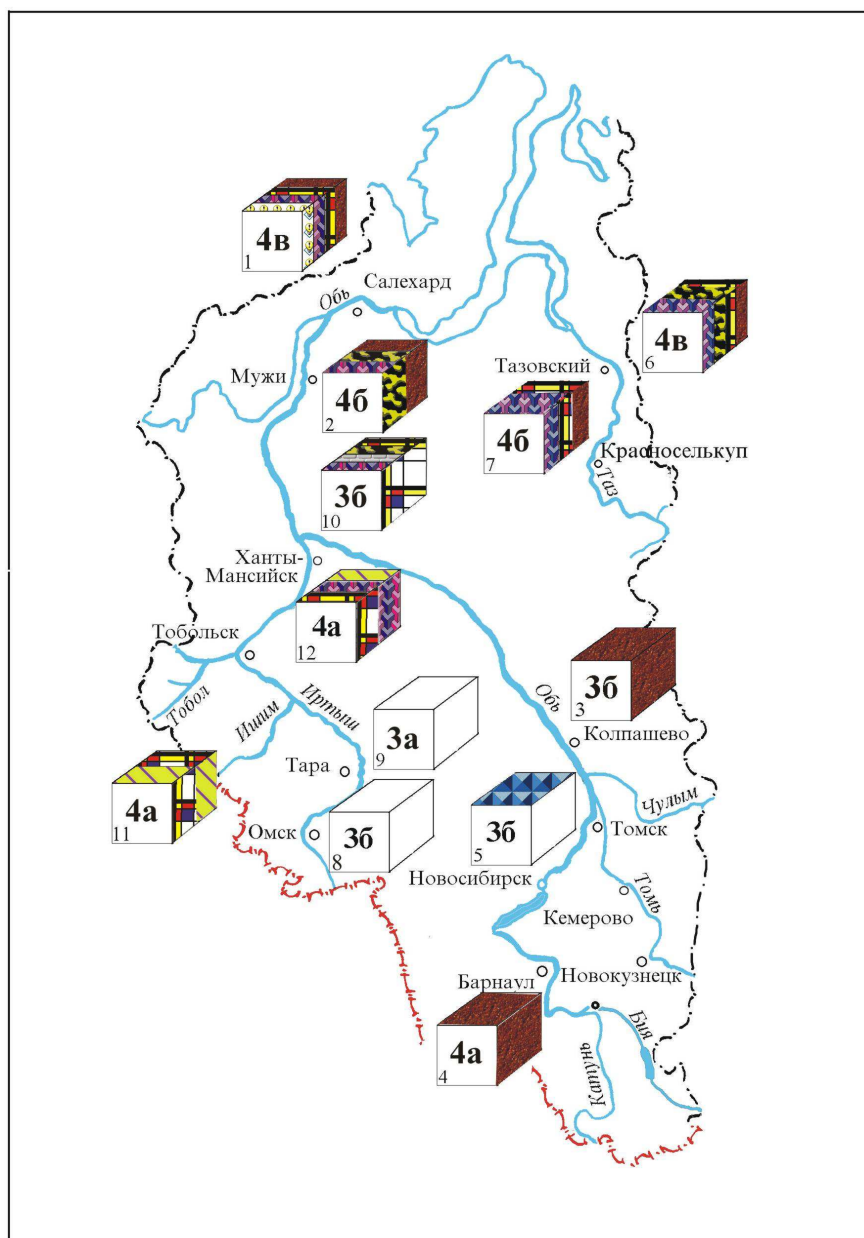 4в
1
Салехард
Обь
4в
6
Мужи
Тазовский
4б
2
4б
7
Красноселькуп
Таз
3б
10
Ханты-
Мансийск
4а
12
Тобольск
Тобол
Ишим
Иртыш
Обь
3б
3
Колпашево
3а
9
Тара
Чулым
4а
11
Омск
3б
8
3б
5
Томск
Новосибирск
Томь
Кемерово
Барнаул
Новокузнецк
4а
4
Катунь
Бия